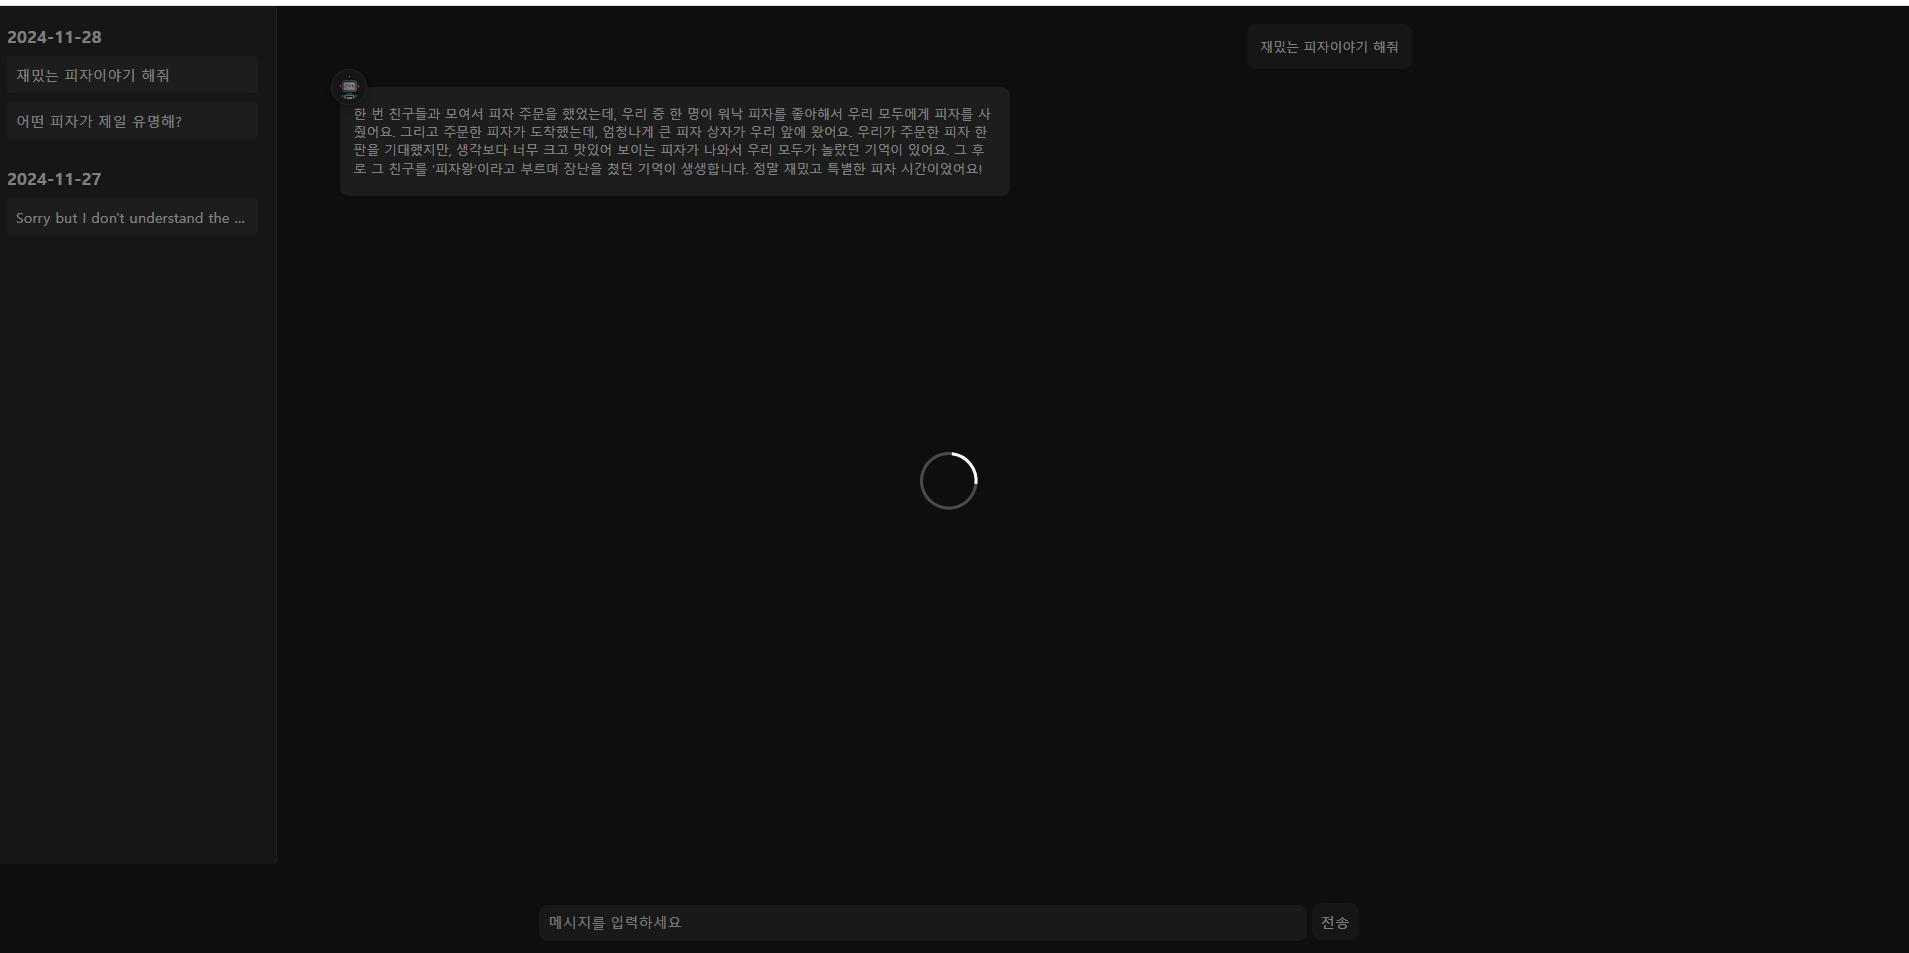 2024-11-28
재밌는 피자이야기 해줘
어떤 피자가 제일 유명해?
2024-11-27
Sorry but I don't understand the ...
재밌는 피자이야기 해줘
한 번 친구들과 모여서 피자 주문을 했었는데, 우리 중 한 명이 워낙 피자를 좋아해서 우리 모두에게 피자를 사
줬어요. 그리고 주문한 피자가 도착했는데, 엄청나게 큰 피자 상자가 우리 앞에 왔어요. 우리가 주문한 피자 한
판을 기대했지만, 생각보다 너무 크고 맛있어 보이는 피자가 나와서 우리 모두가 놀랐던 기억이 있어요. 그 후
로 그 친구를 '피자왕'이라고 부르며 장난을 쳤던 기억이 생생합니다. 정말 재밌고 특별한 피자 시간이었어요!
메시지를 입력하세요
전송